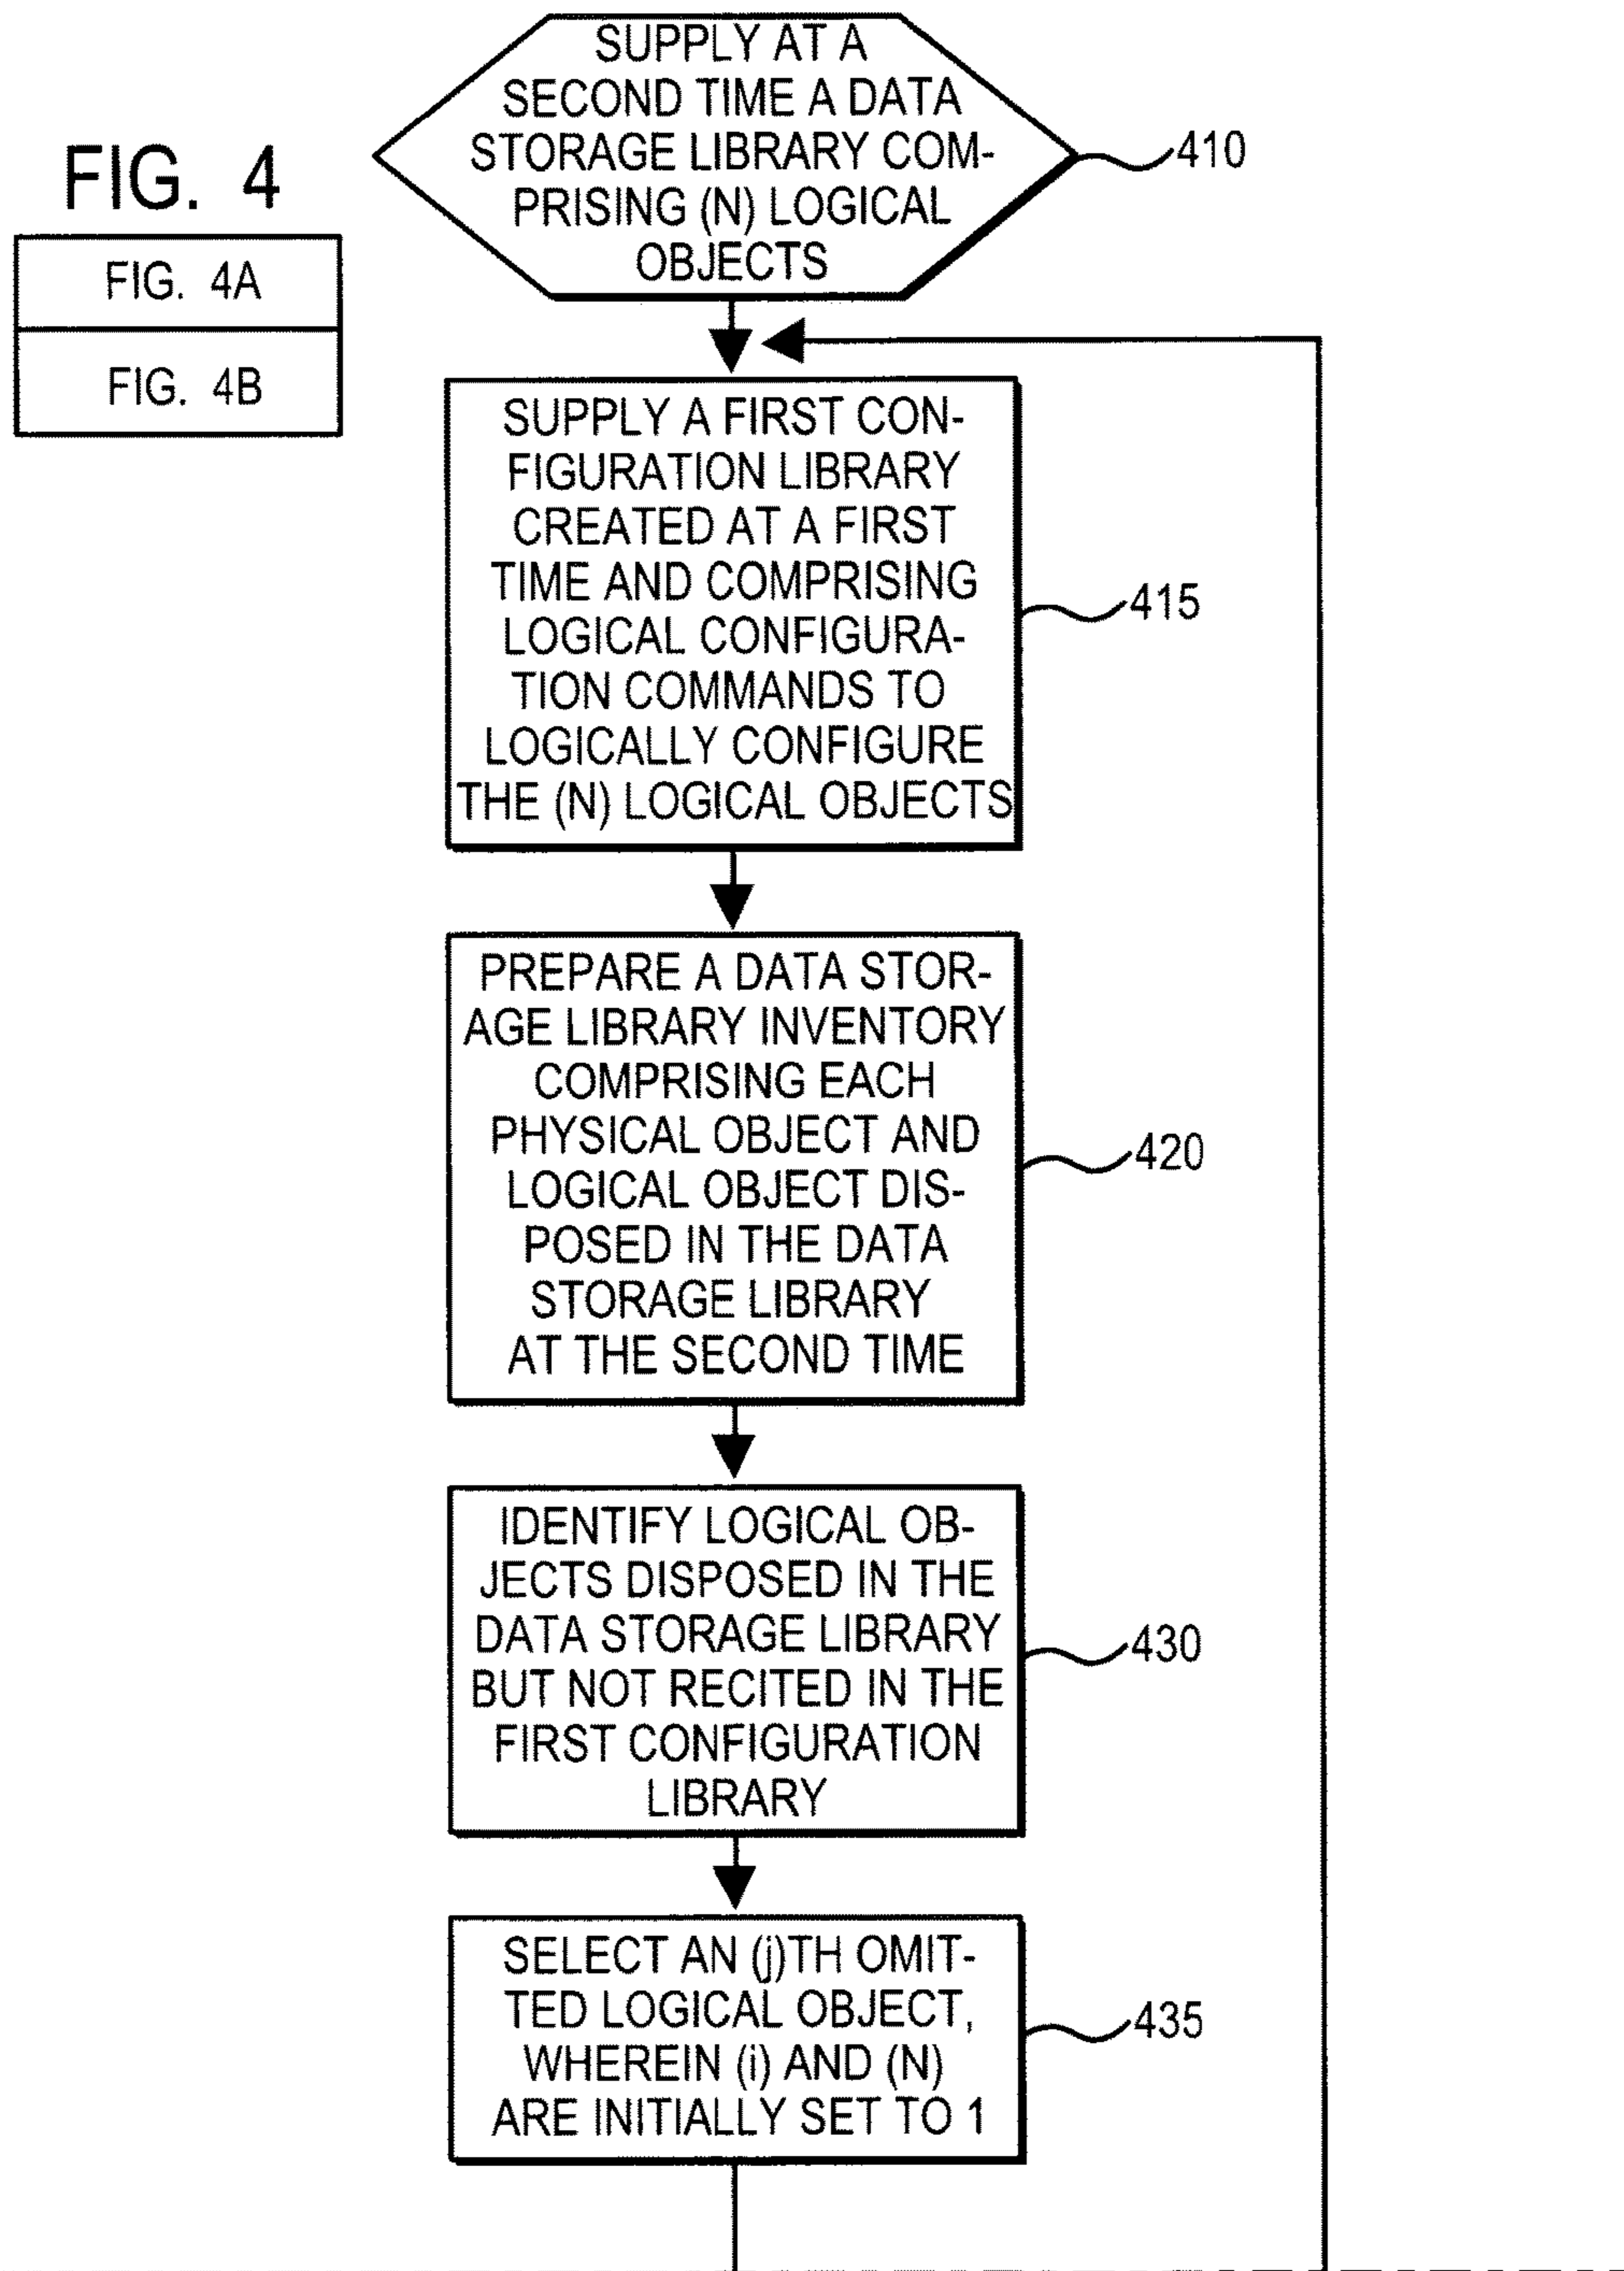 FIG. 4
FIG. 4A
FIG. 4B
SUPPLY AT A
SECOND TIME A DATA
STORAGE LIBRARY COM-
PRISING (N) LOGICAL
OBJECTS
410
SUPPLY A FIRST CON-
FIGURATION LIBRARY
CREATED AT A FIRST
TIME AND COMPRISING
LOGICAL CONFIGURA-
TION COMMANDS TO
LOGICALLY CONFIGURE
THE (N) LOGICAL OBJECTS
415
PREPARE A DATA STOR-
AGE LIBRARY INVENTORY
COMPRISING EACH
PHYSICAL OBJECT AND
LOGICAL OBJECT DIS-
POSED IN THE DATA
STORAGE LIBRARY
AT THE SECOND TIME
420
IDENTIFY LOGICAL OB-
JECTS DISPOSED IN THE
DATA STORAGE LIBRARY
BUT NOT RECITED IN THE
FIRST CONFIGURATION
LIBRARY
430
SELECT AN (j)TH OMIT-
TED LOGICAL OBJECT,
WHEREIN (i) AND (N)
ARE INITIALLY SET TO 1
435